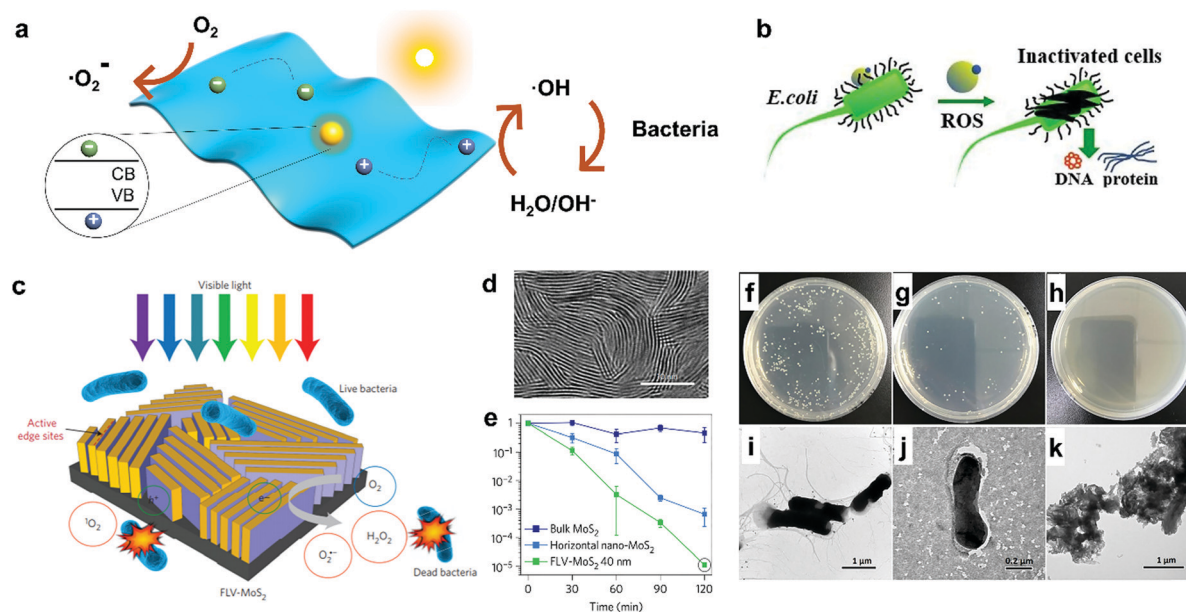 a
O₂
·O₂⁻
CB
VB
·OH
Bacteria
H₂O/OH⁻
b
E.coli
ROS
Inactivated cells
DNA protein
c
Visible light
Live bacteria
Active
edge sites
h⁺
e⁻
O₂
¹O₂
O₂•⁻
H₂O₂
Dead bacteria
FLV-MoS₂
d
e
1
10⁻¹
10⁻²
10⁻³
10⁻⁴
10⁻⁵
Bulk MoS₂
Horizontal nano-MoS₂
FLV-MoS₂ 40 nm
0 30 60 90 120
Time (min)
f
g
h
i
1 μm
j
0.2 μm
k
1 μm